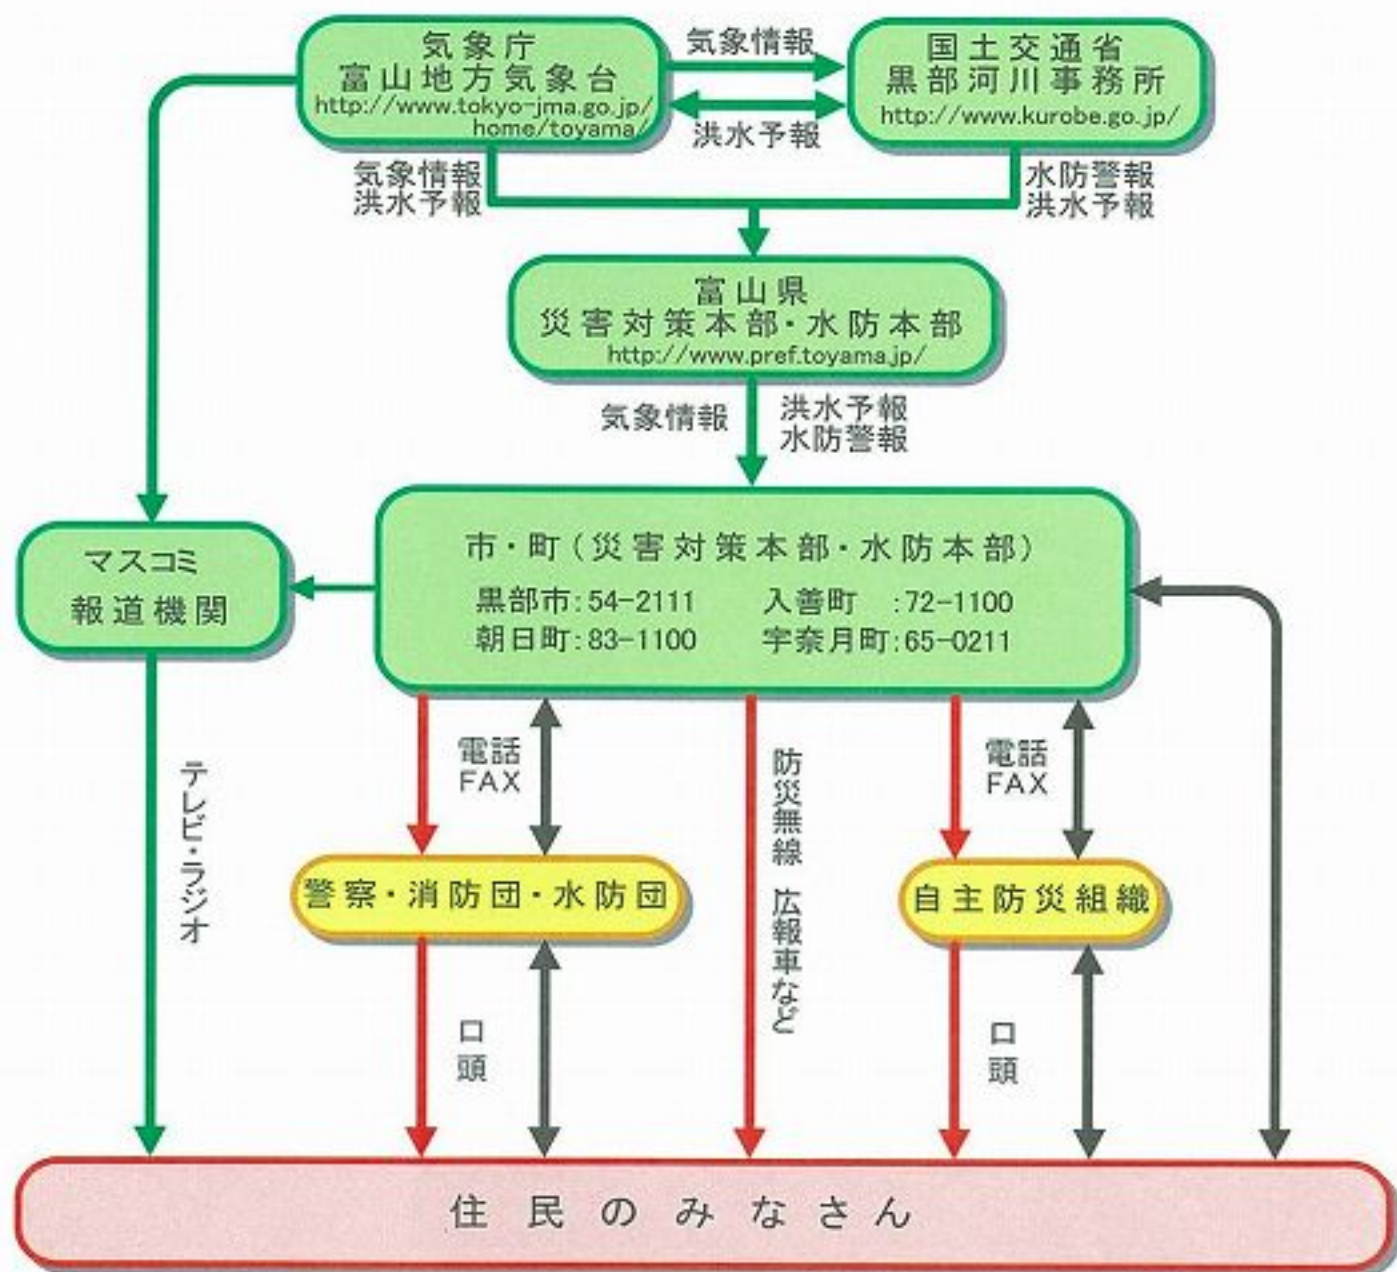 気象庁
富山地方気象台
http://www.tokyo-jma.go.jp/
home/toyama/
気象情報
洪水予報
国土交通省
黒部河川事務所
http://www.kurobe.go.jp/
気象情報
洪水予報
水防警報
洪水予報
富山県
災害対策本部・水防本部
http://www.pref.toyama.jp/
気象情報
洪水予報
水防警報
マスコミ
報道機関
市・町(災害対策本部・水防本部)
黒部市:54-2111 入善町 :72-1100
朝日町:83-1100 宇奈月町:65-0211
テレビ・ラジオ
電話
FAX
防災無線 広報車など
電話
FAX
警察・消防団・水防団
自主防災組織
口頭
口頭
住民のみなさん